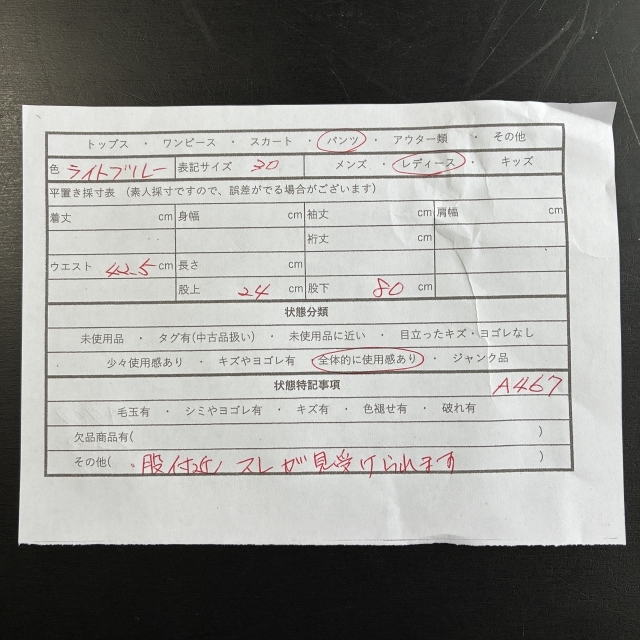 トップス ・ ワンピース ・ スカート ・ パンツ ・ アウター類 ・ その他
色 ライトブルー 表記サイズ 30 メンズ ・ レディース ・ キッズ
平置き採寸表 (素人採寸ですので、誤差がでる場合がございます)
着丈 cm 身幅 cm 袖丈 cm 肩幅 cm
裄丈 cm
ウエスト 42.5 cm 長さ cm
股上 24 cm 股下 80 cm
状態分類
未使用品 ・ タグ有(中古品扱い) ・ 未使用品に近い ・ 目立ったキズ・ヨゴレなし
少々使用感あり ・ キズやヨゴレ有 ・ 全体的に使用感あり ・ ジャンク品
状態特記事項 A467
毛玉有 ・ シミやヨゴレ有 ・ キズ有 ・ 色褪せ有 ・ 破れ有
欠品商品有( )
その他( ・股付近ノスレが見受けられます )